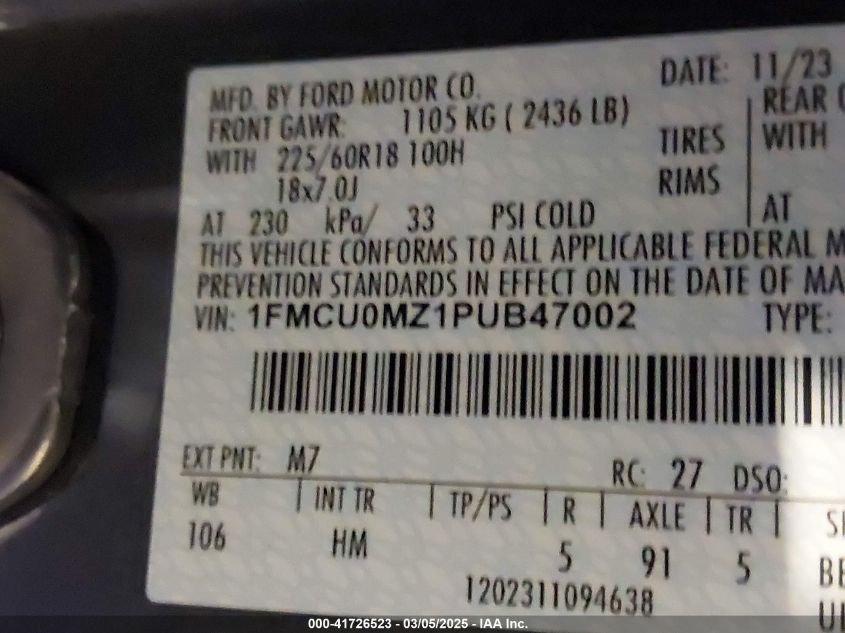 MFD. BY FORD MOTOR CO.
DATE: 11/23
FRONT GAWR: 1105 KG ( 2436 LB)
REAR
WITH 225/60R18 100H
TIRES
WITH
18x7.0J
RIMS
AT 230 kPa/ 33 PSI COLD
AT
THIS VEHICLE CONFORMS TO ALL APPLICABLE FEDERAL M
PREVENTION STANDARDS IN EFFECT ON THE DATE OF MA
VIN: 1FMCU0MZ1PUB47002 TYPE:
EXT PNT: M7 RC: 27 DSO:
WB | INT TR | TP/PS | R | AXLE | TR |
106 HM 5 91 5 BE
1202311094638
000-41726523 - 03/05/2025 - IAA Inc.